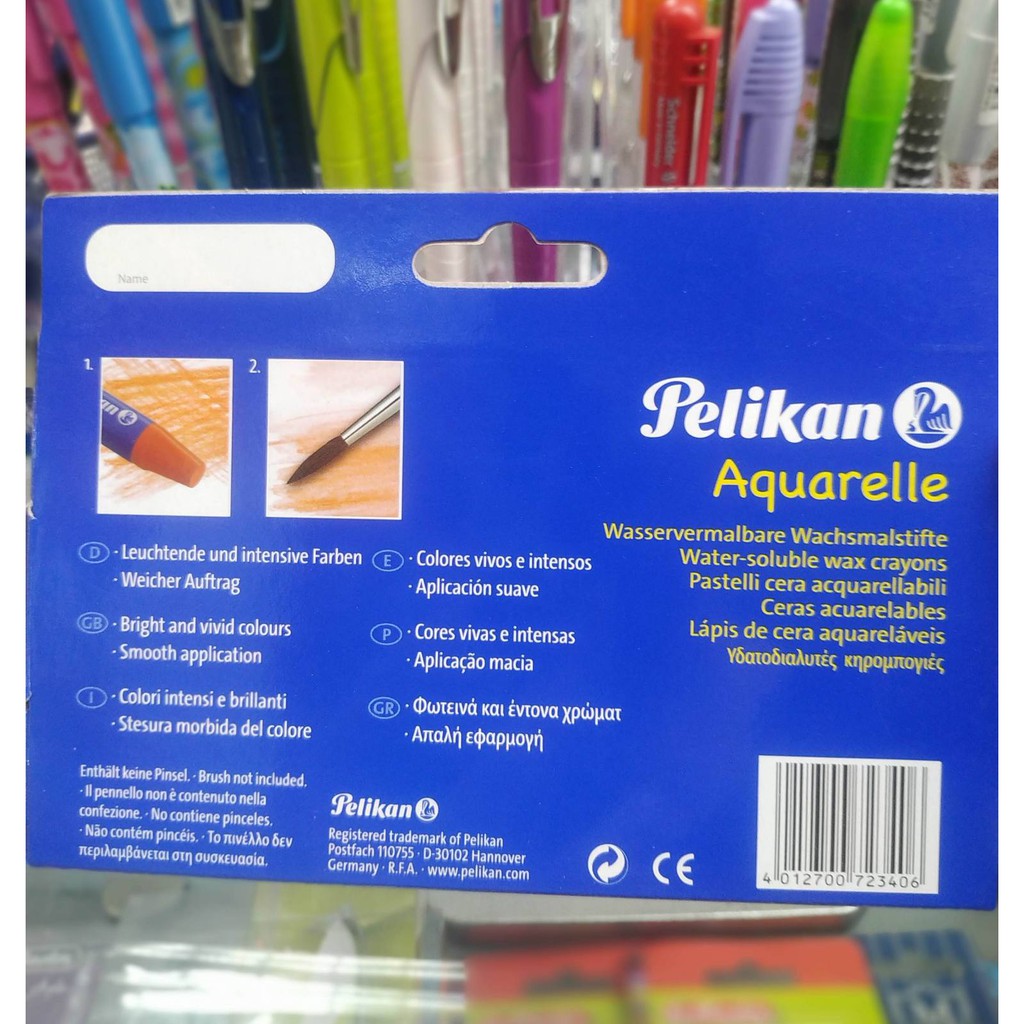 Schneider
Name
1.
2.
an
Pelikan
Aquarelle
Wasservermalbare Wachsmalstifte
Water-soluble wax crayons
Pastelli cera acquarellabili
Ceras acuarelables
Lápis de cera aquareláveis
Υδατοδιαλυτές κηρομπογιές
D · Leuchtende und intensive Farben
· Weicher Auftrag
GB · Bright and vivid colours
· Smooth application
I · Colori intensi e brillanti
· Stesura morbida del colore
E · Colores vivos e intensos
· Aplicación suave
P · Cores vivas e intensas
· Aplicação macia
GR · Φωτεινά και έντονα χρώματ
· Απαλή εφαρμογή
Enthält keine Pinsel. · Brush not included.
· Il pennello non è contenuto nella
confezione. · No contiene pinceles.
· Não contém pincéis. · Το πινέλλο δεν
περιλαμβάνεται στη συσκευασία.
Pelikan
Registered trademark of Pelikan
Postfach 110755 · D-30102 Hannover
Germany · R.F.A. · www.pelikan.com
CE
4 012700 723406